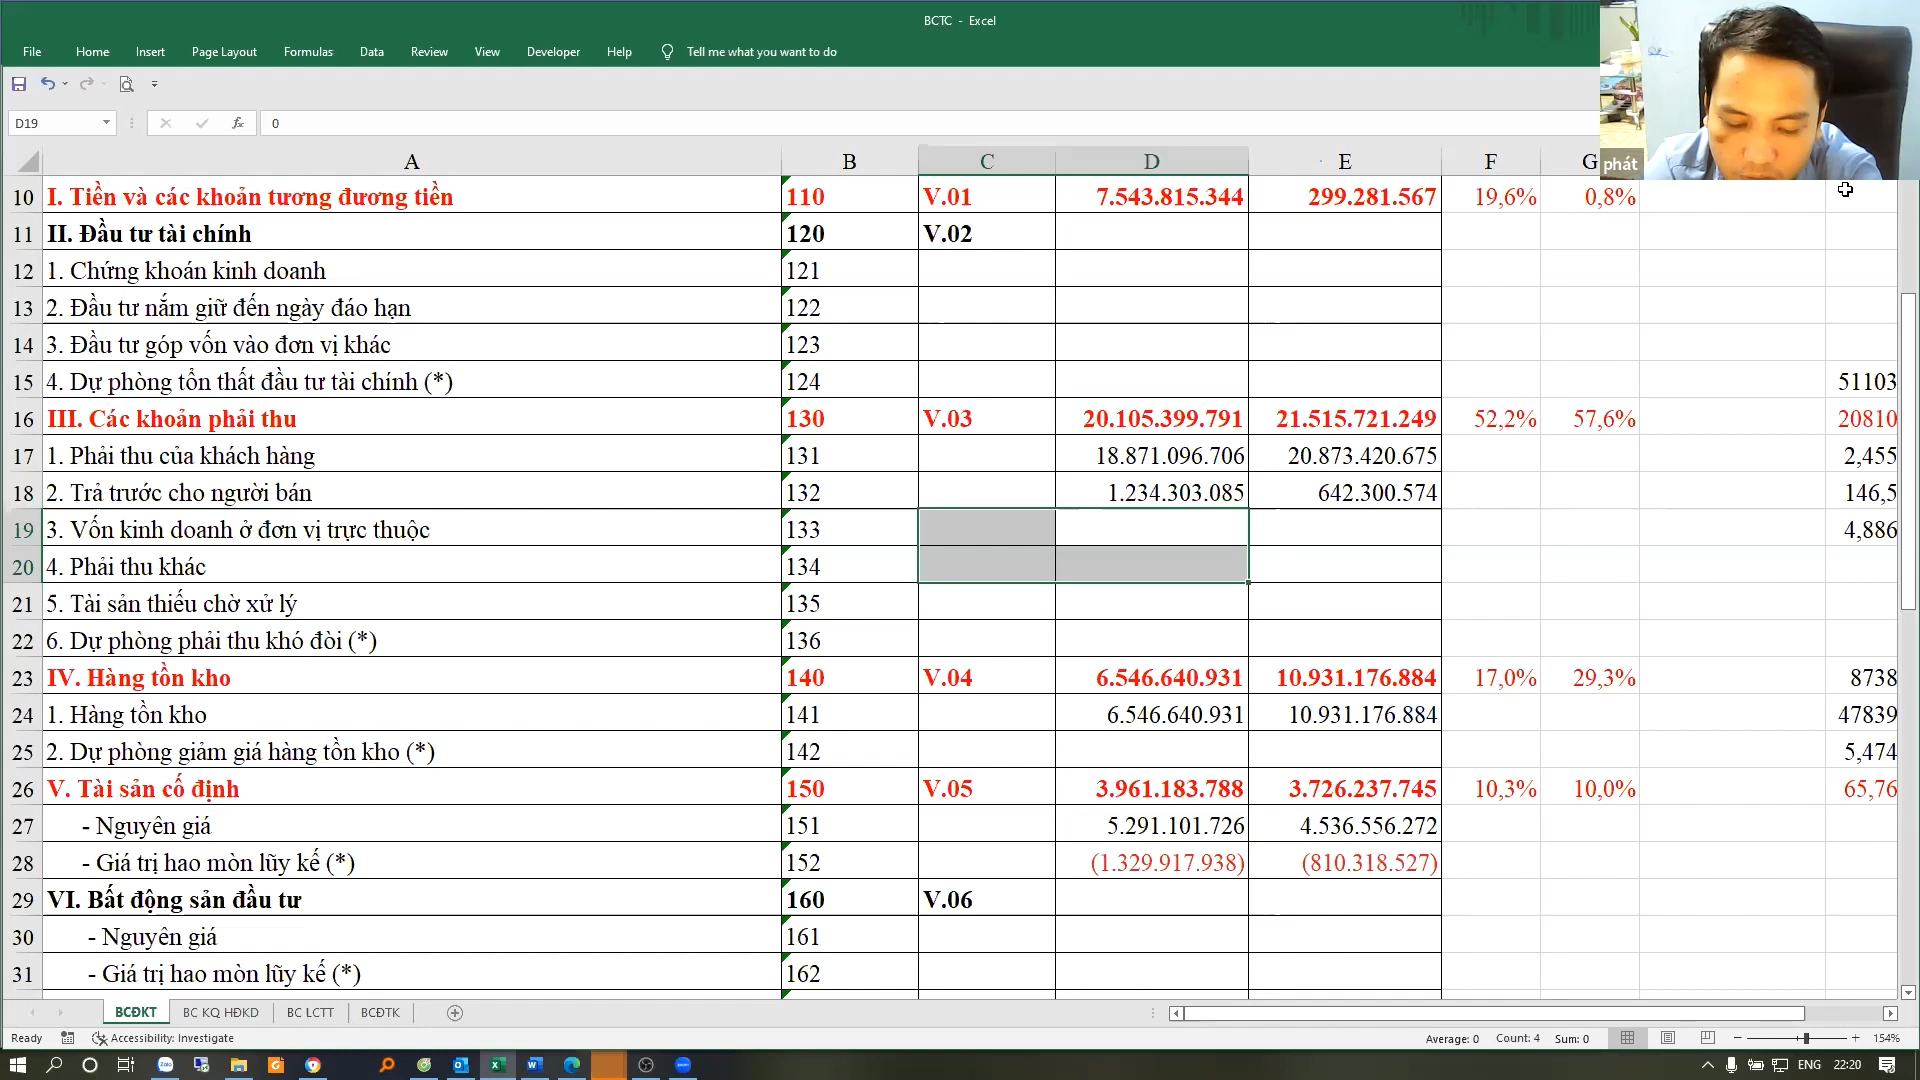 BCTC - Excel
File Home Insert Page Layout Formulas Data Review View Developer Help Tell me what you want to do
D19 fx 0
phát
A B C D E F G
10 I. Tiền và các khoản tương đương tiền 110 V.01 7.543.815.344 299.281.567 19,6% 0,8%
11 II. Đầu tư tài chính 120 V.02
12 1. Chứng khoán kinh doanh 121
13 2. Đầu tư nắm giữ đến ngày đáo hạn 122
14 3. Đầu tư góp vốn vào đơn vị khác 123
15 4. Dự phòng tổn thất đầu tư tài chính (*) 124 51103
16 III. Các khoản phải thu 130 V.03 20.105.399.791 21.515.721.249 52,2% 57,6% 20810
17 1. Phải thu của khách hàng 131 18.871.096.706 20.873.420.675 2,455
18 2. Trả trước cho người bán 132 1.234.303.085 642.300.574 146,5
19 3. Vốn kinh doanh ở đơn vị trực thuộc 133 4,886
20 4. Phải thu khác 134
21 5. Tài sản thiếu chờ xử lý 135
22 6. Dự phòng phải thu khó đòi (*) 136
23 IV. Hàng tồn kho 140 V.04 6.546.640.931 10.931.176.884 17,0% 29,3% 8738
24 1. Hàng tồn kho 141 6.546.640.931 10.931.176.884 47839
25 2. Dự phòng giảm giá hàng tồn kho (*) 142 5,474
26 V. Tài sản cố định 150 V.05 3.961.183.788 3.726.237.745 10,3% 10,0% 65,76
27 - Nguyên giá 151 5.291.101.726 4.536.556.272
28 - Giá trị hao mòn lũy kế (*) 152 (1.329.917.938) (810.318.527)
29 VI. Bất động sản đầu tư 160 V.06
30 - Nguyên giá 161
31 - Giá trị hao mòn lũy kế (*) 162
BCĐKT BC KQ HĐKD BC LCTT BCĐTK
Ready Accessibility: Investigate Average: 0 Count: 4 Sum: 0 154%
ENG 22:20